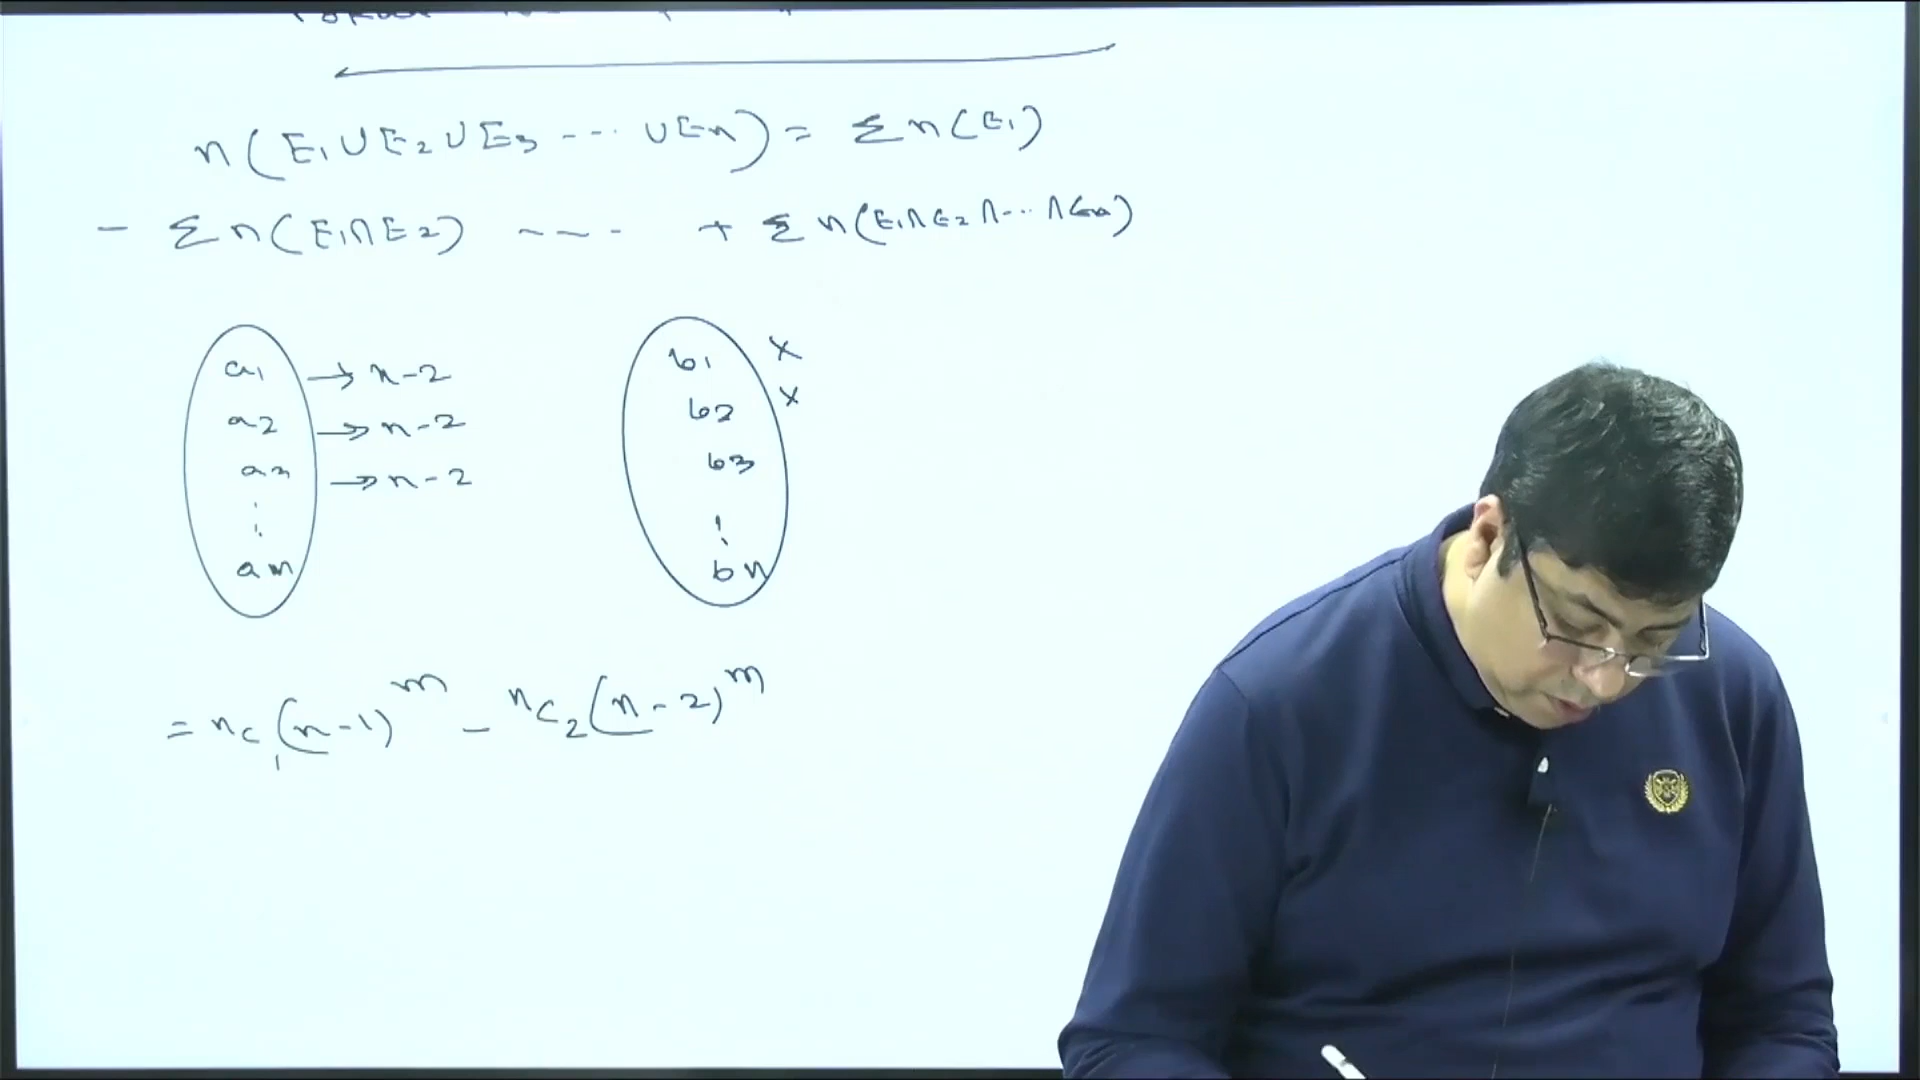 n(E₁∪E₂∪E₃ --- ∪En) = Σn(E₁)
- Σn(E₁∩E₂) ---- + Σn(E₁∩E₂∩--- ∩En)
a₁ → n-2
a₂ → n-2
a₃ → n-2
⋮
am
b₁ ×
b₂ ×
b₃
⋮
bn
= nc₁(n-1)^m - nc₂(n-2)^m